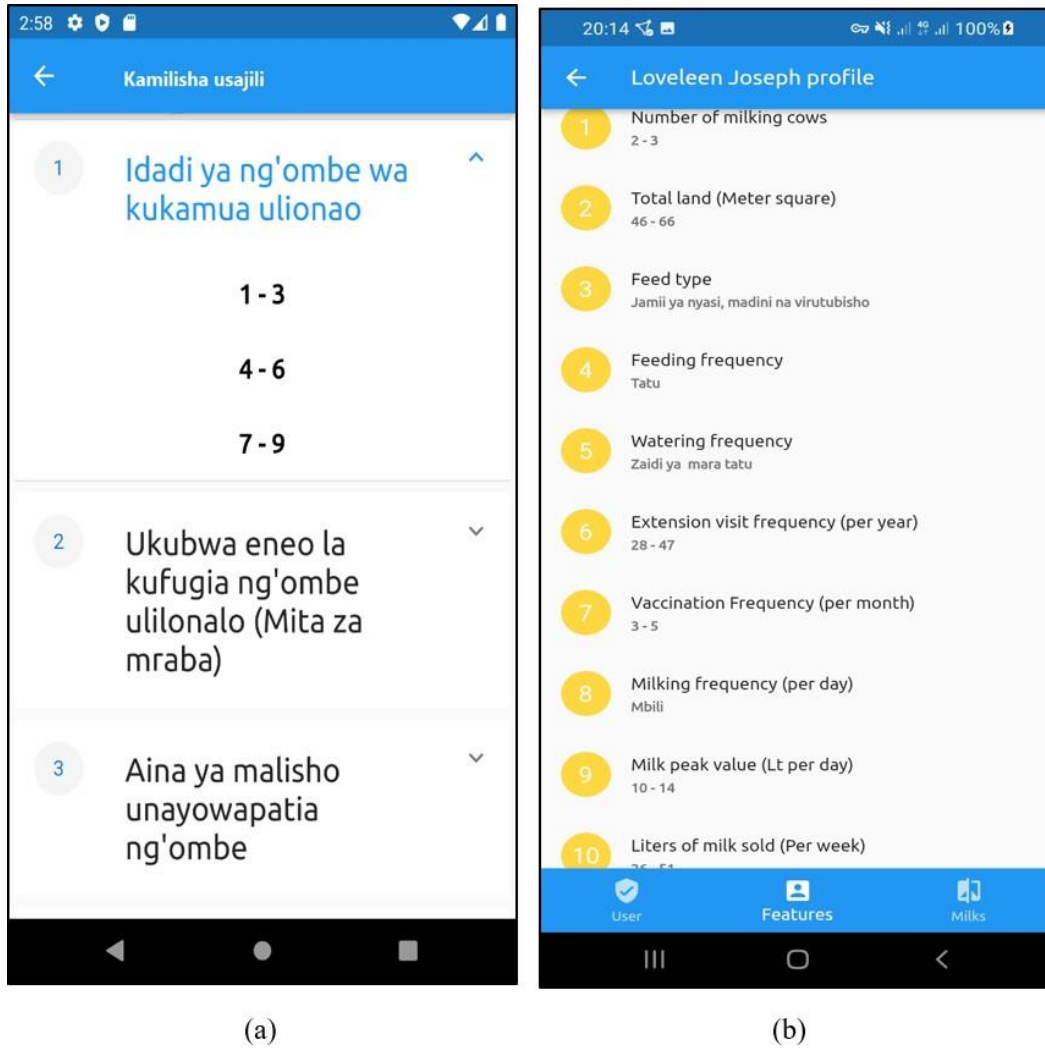 2:58
Kamilisha usajili
1
Idadi ya ng'ombe wa
kukamua ulionao
1 - 3
4 - 6
7 - 9
2
Ukubwa eneo la
kufugia ng'ombe
ulilonalo (Mita za
mraba)
3
Aina ya malisho
unayowapatia
ng'ombe
(a)
20:14
4G
100%
Loveleen Joseph profile
1
Number of milking cows
2 - 3
2
Total land (Meter square)
46 - 66
3
Feed type
Jamii ya nyasi, madini na virutubisho
4
Feeding frequency
Tatu
5
Watering frequency
Zaidi ya  mara tatu
6
Extension visit frequency (per year)
28 - 47
7
Vaccination Frequency (per month)
3 - 5
8
Milking frequency (per day)
Mbili
9
Milk peak value (Lt per day)
10 - 14
10
Liters of milk sold (Per week)
User
Features
Milks
(b)